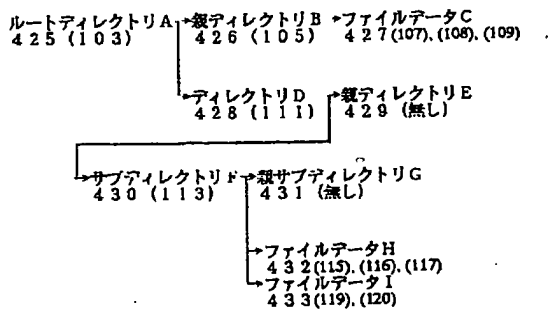 ルートディレクトリA 親ディレクトリB ファイルデータC
425(103) 426(105) 427(107),(108),(109)
ディレクトリD 親ディレクトリE
428(111) 429(無し)
サブディレクトリF 親サブディレクトリG
430(113) 431(無し)
ファイルデータH
432(115),(116),(117)
ファイルデータI
433(119),(120)